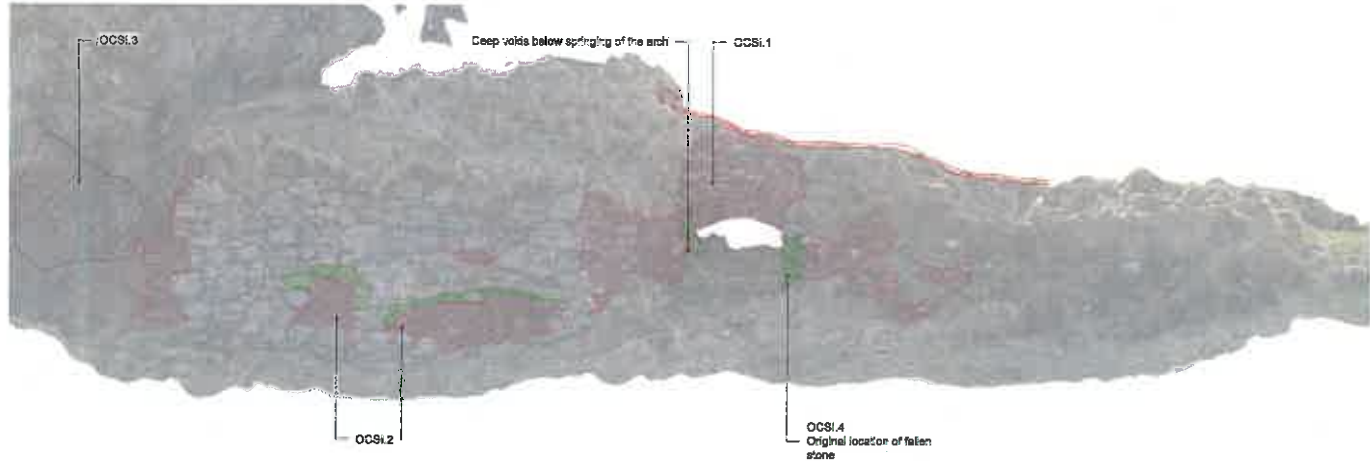 OCSI.3
Deep voids below springing of the arch
OCSI.1
OCSI.2
OCSI.4
Original location of fallen
stone